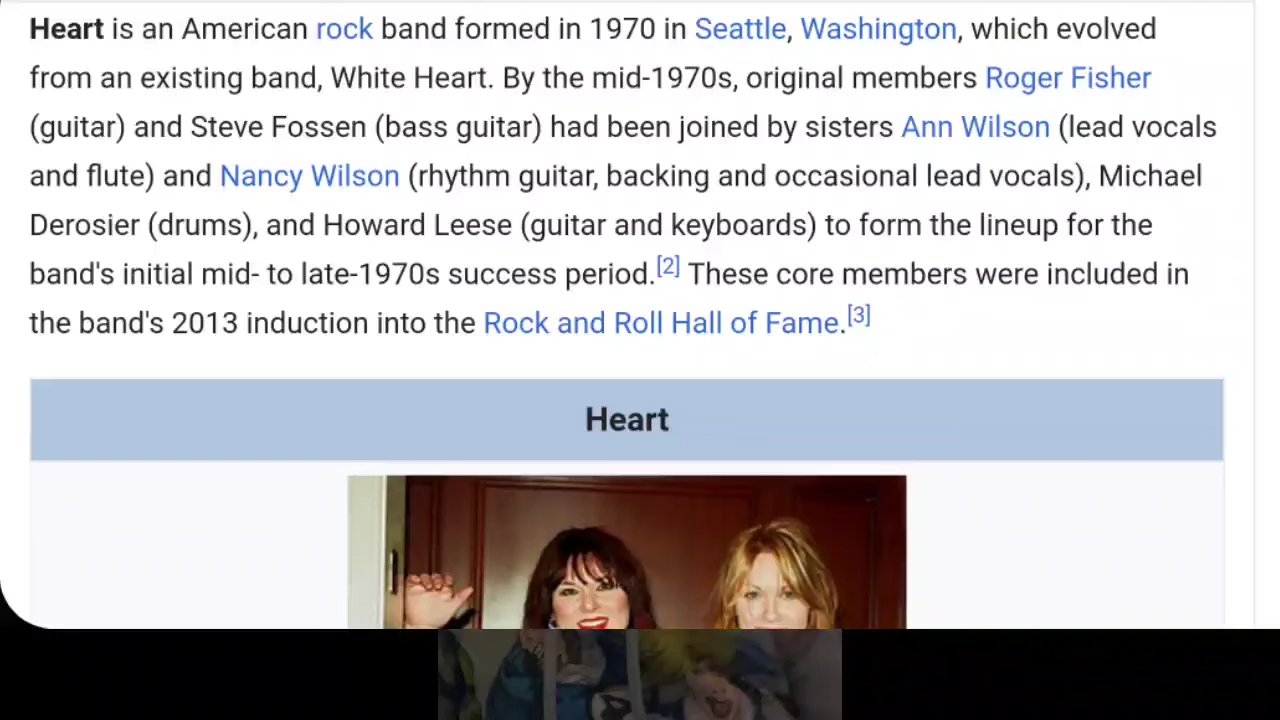 Heart is an American rock band formed in 1970 in Seattle, Washington, which evolved
from an existing band, White Heart. By the mid-1970s, original members Roger Fisher
(guitar) and Steve Fossen (bass guitar) had been joined by sisters Ann Wilson (lead vocals
and flute) and Nancy Wilson (rhythm guitar, backing and occasional lead vocals), Michael
Derosier (drums), and Howard Leese (guitar and keyboards) to form the lineup for the
band's initial mid- to late-1970s success period.[2] These core members were included in
the band's 2013 induction into the Rock and Roll Hall of Fame.[3]
Heart